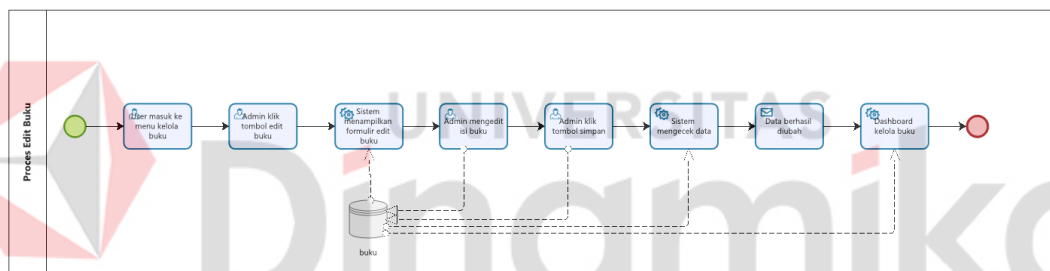 UNIVERSITAS
Dinamika
Proces Edit Buku
User masuk ke
menu kelola
buku
Admin klik
tombol edit
buku
Sistem
menampilkan
formulir edit
buku
Admin mengedit
isi buku
Admin klik
tombol simpan
Sistem
mengecek data
Data berhasil
diubah
Dashboard
kelola buku
buku